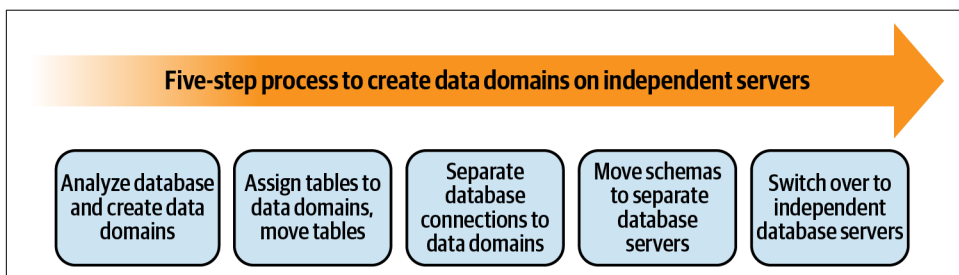 Five-step process to create data domains on independent servers
Analyze database
and create data
domains
Assign tables to
data domains,
move tables
Separate
database
connections to
data domains
Move schemas
to separate
database
servers
Switch over to
independent
database servers